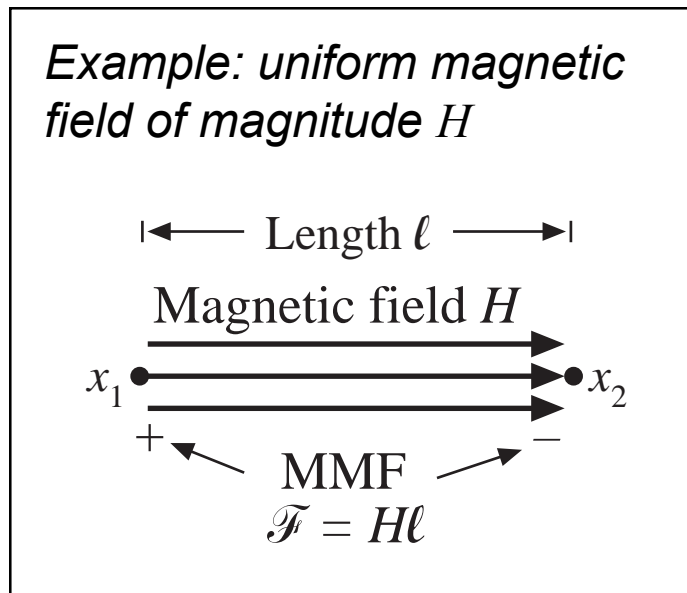 Example: uniform magnetic
field of magnitude H
Length ℓ
Magnetic field H
x₁ x₂
+ −
MMF
ℱ = Hℓ